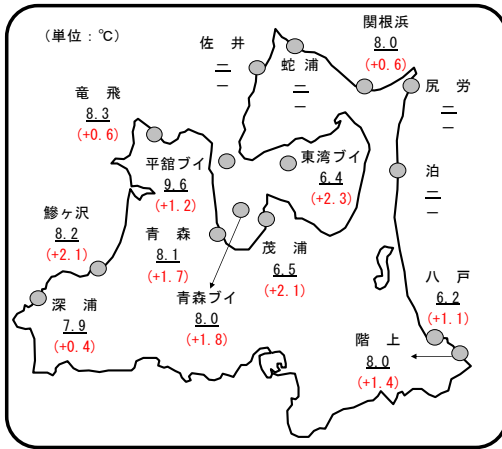 (単位：℃)
佐 井
－
－
蛇 浦
－
－
関根浜
8.0
(+0.6)
尻 労
－
－
竜 飛
8.3
(+0.6)
平舘ブイ
9.6
(+1.2)
東湾ブイ
6.4
(+2.3)
泊
－
－
鰺ヶ沢
8.2
(+2.1)
青 森
8.1
(+1.7)
茂 浦
6.5
(+2.1)
八 戸
6.2
(+1.1)
深 浦
7.9
(+0.4)
青森ブイ
8.0
(+1.8)
階 上
8.0
(+1.4)